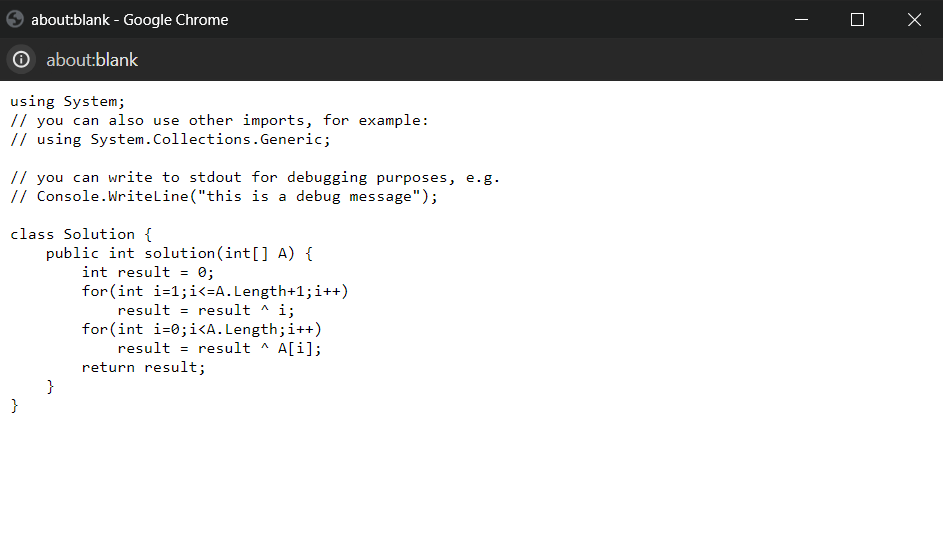 about:blank - Google Chrome
about:blank
using System;
// you can also use other imports, for example:
// using System.Collections.Generic;
// you can write to stdout for debugging purposes, e.g.
// Console.WriteLine("this is a debug message");
class Solution {
    public int solution(int[] A) {
        int result = 0;
        for(int i=1;i<=A.Length+1;i++)
            result = result ^ i;
        for(int i=0;i<A.Length;i++)
            result = result ^ A[i];
        return result;
    }
}